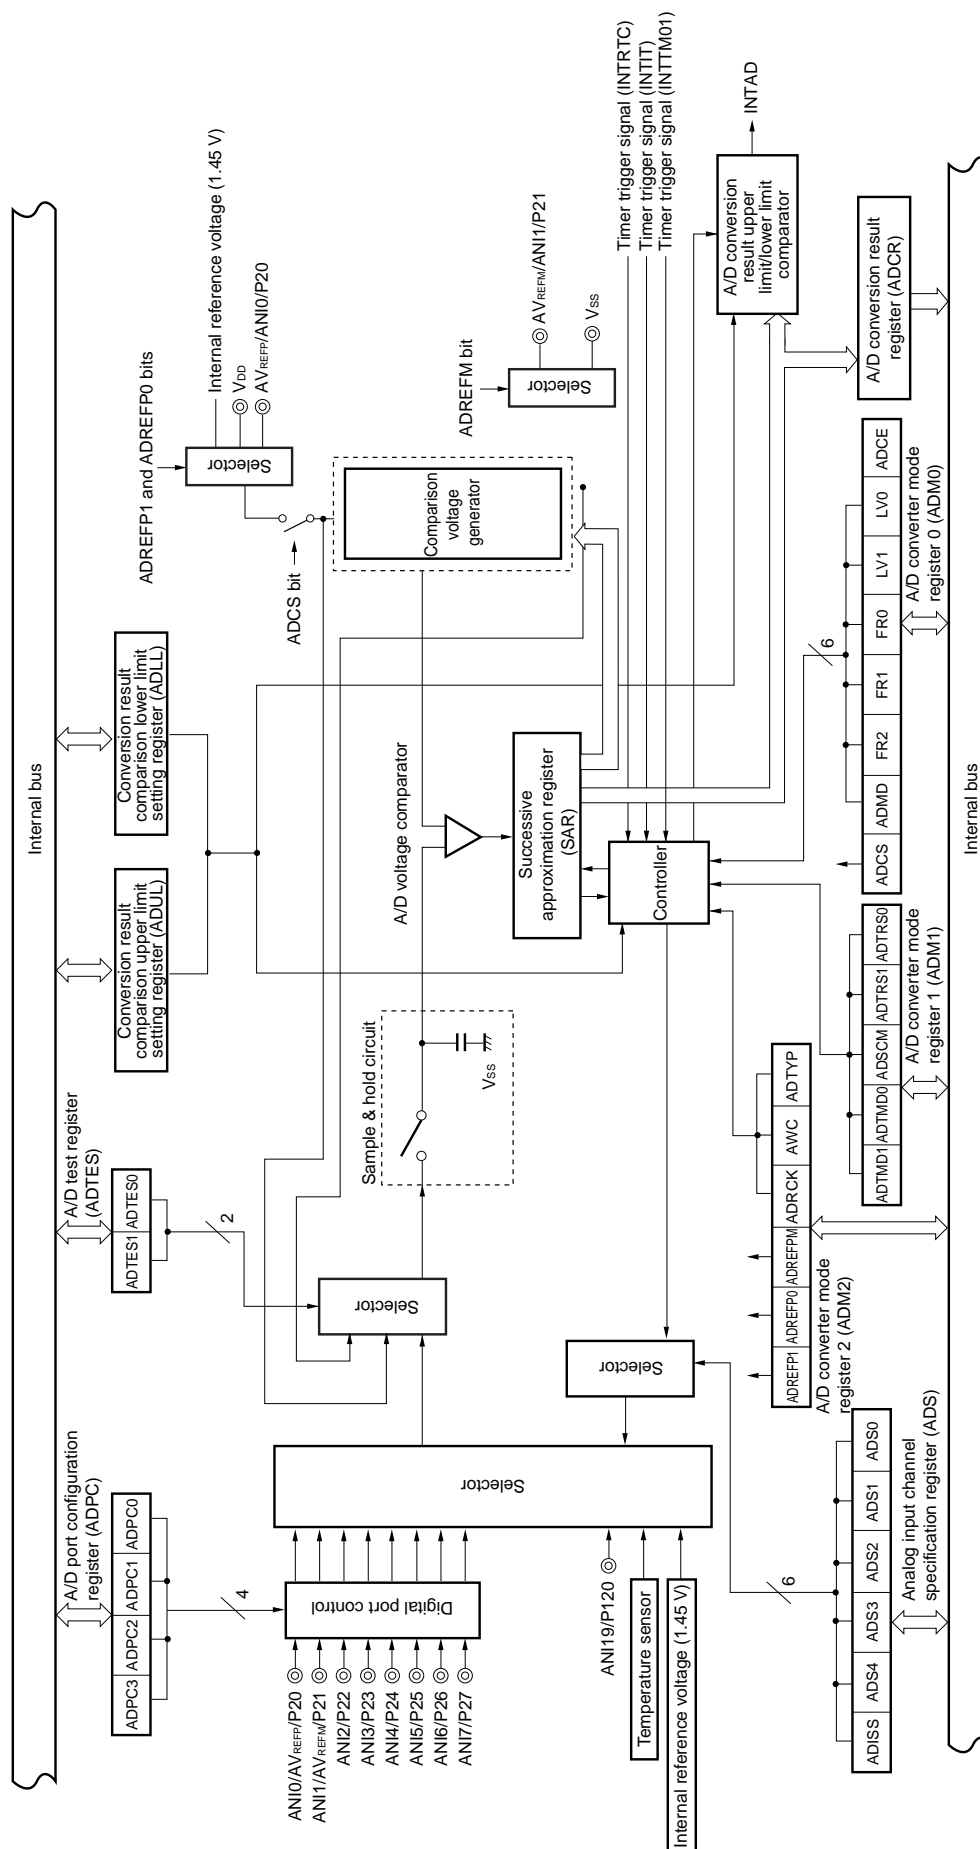 Internal bus
A/D port configuration
register (ADPC)
ADPC3
ADPC2
ADPC1
ADPC0
4
A/D test register
(ADTES)
ADTES1
ADTES0
2
Conversion result
comparison upper limit
setting register (ADUL)
Conversion result
comparison lower limit
setting register (ADLL)
ADREFP1 and ADREFP0 bits
Internal reference voltage (1.45 V)
VDD
AVREFP/ANI0/P20
Selector
ADCS bit
ANI0/AVREFP/P20
ANI1/AVREFM/P21
ANI2/P22
ANI3/P23
ANI4/P24
ANI5/P25
ANI6/P26
ANI7/P27
Digital port control
ANI19/P120
Temperature sensor
Internal reference voltage (1.45 V)
Selector
Selector
Sample & hold circuit
VSS
A/D voltage comparator
Comparison
voltage
generator
ADREFM bit
Selector
AVREFM/ANI1/P21
VSS
Successive
approximation register
(SAR)
Timer trigger signal (INTRTC)
Timer trigger signal (INTIT)
Timer trigger signal (INTTM01)
Selector
Controller
A/D conversion
result upper
limit/lower limit
comparator
INTAD
6
6
ADREFP1
ADREFP0
ADREFPM
ADRCK
AWC
ADTYP
A/D converter mode
register 2 (ADM2)
ADISS
ADS4
ADS3
ADS2
ADS1
ADS0
Analog input channel
specification register (ADS)
ADTMD1
ADTMD0
ADSCM
ADTRS1
ADTRS0
A/D converter mode
register 1 (ADM1)
ADCS
ADMD
FR2
FR1
FR0
LV1
LV0
ADCE
A/D converter mode
register 0 (ADM0)
A/D conversion result
register (ADCR)
Internal bus